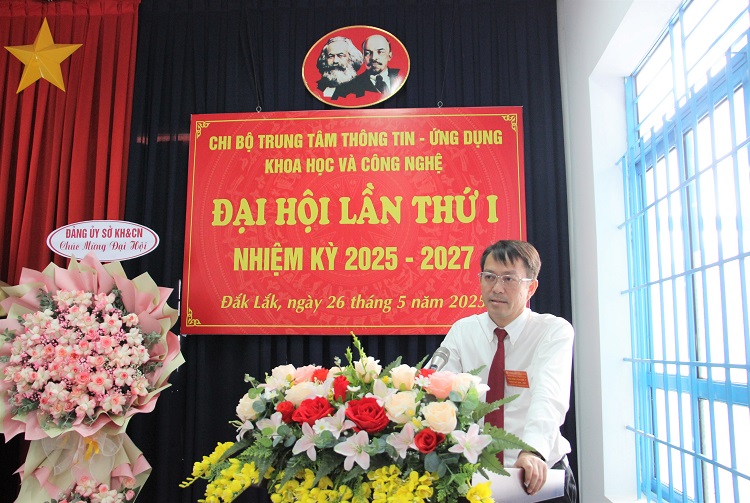 CHI BỘ TRUNG TÂM THÔNG TIN - ỨNG DỤNG
KHOA HỌC VÀ CÔNG NGHỆ
ĐẠI HỘI LẦN THỨ I
NHIỆM KỲ 2025 - 2027
Đắk Lắk, ngày 26 tháng 5 năm 2025
ĐẢNG ỦY SỞ KH&CN
Chúc Mừng Đại Hội